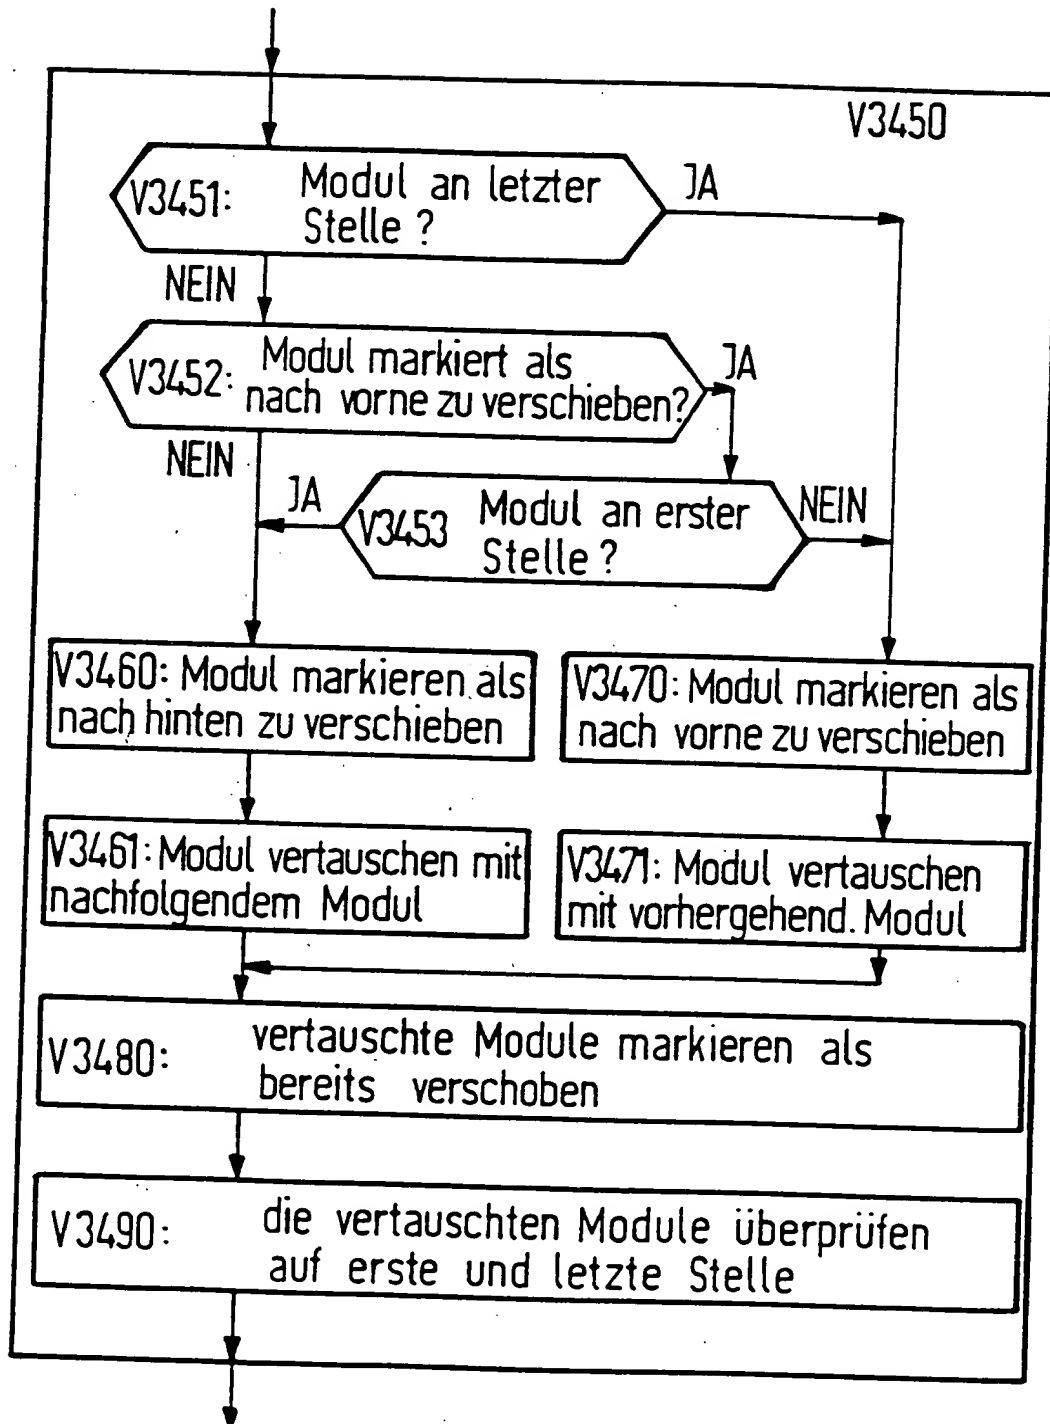 V3450
V3451: Modul an letzter
Stelle ?
JA
NEIN
V3452: Modul markiert als
nach vorne zu verschieben?
JA
NEIN
V3453 Modul an erster
Stelle ?
JA
NEIN
V3460: Modul markieren als
nach hinten zu verschieben
V3470: Modul markieren als
nach vorne zu verschieben
V3461: Modul vertauschen mit
nachfolgendem Modul
V3471: Modul vertauschen
mit vorhergehend. Modul
V3480: vertauschte Module markieren als
bereits verschoben
V3490: die vertauschten Module überprüfen
auf erste und letzte Stelle